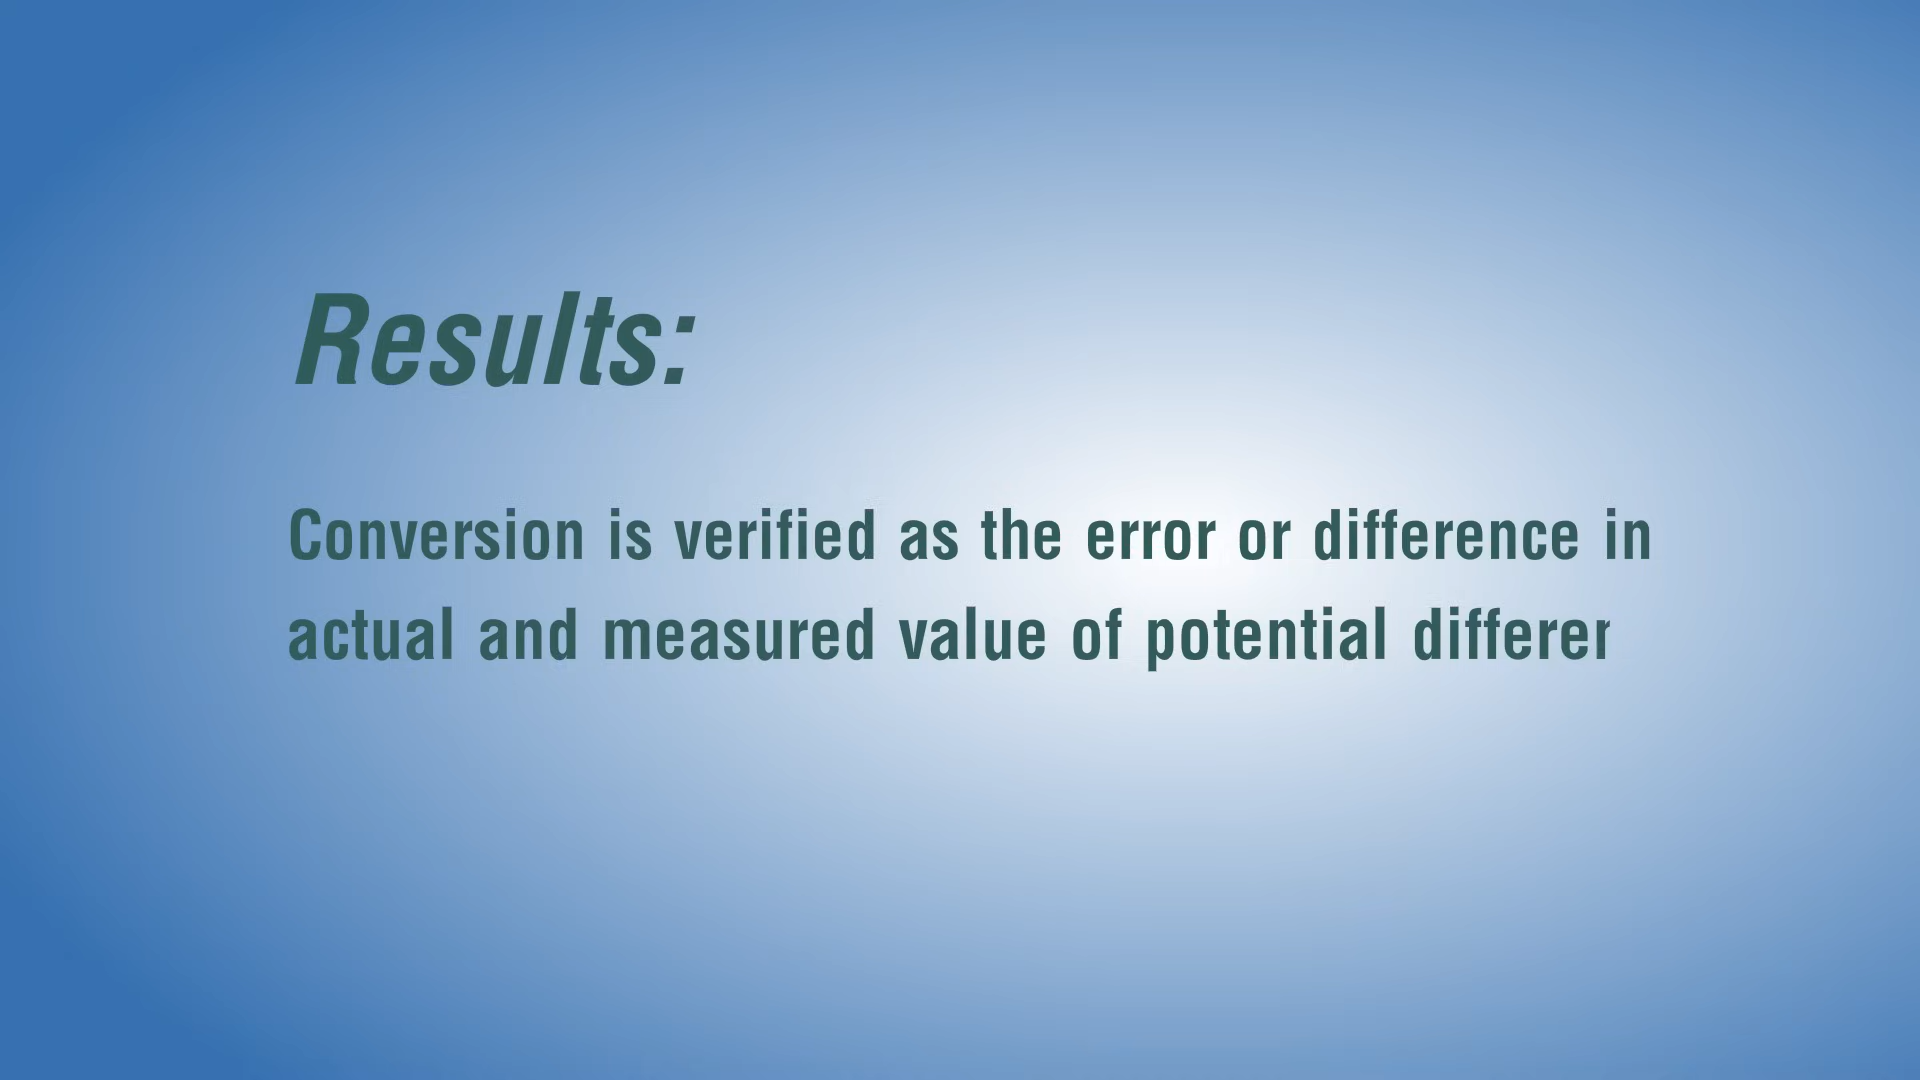 Results:
Conversion is verified as the error or difference in
actual and measured value of potential differer